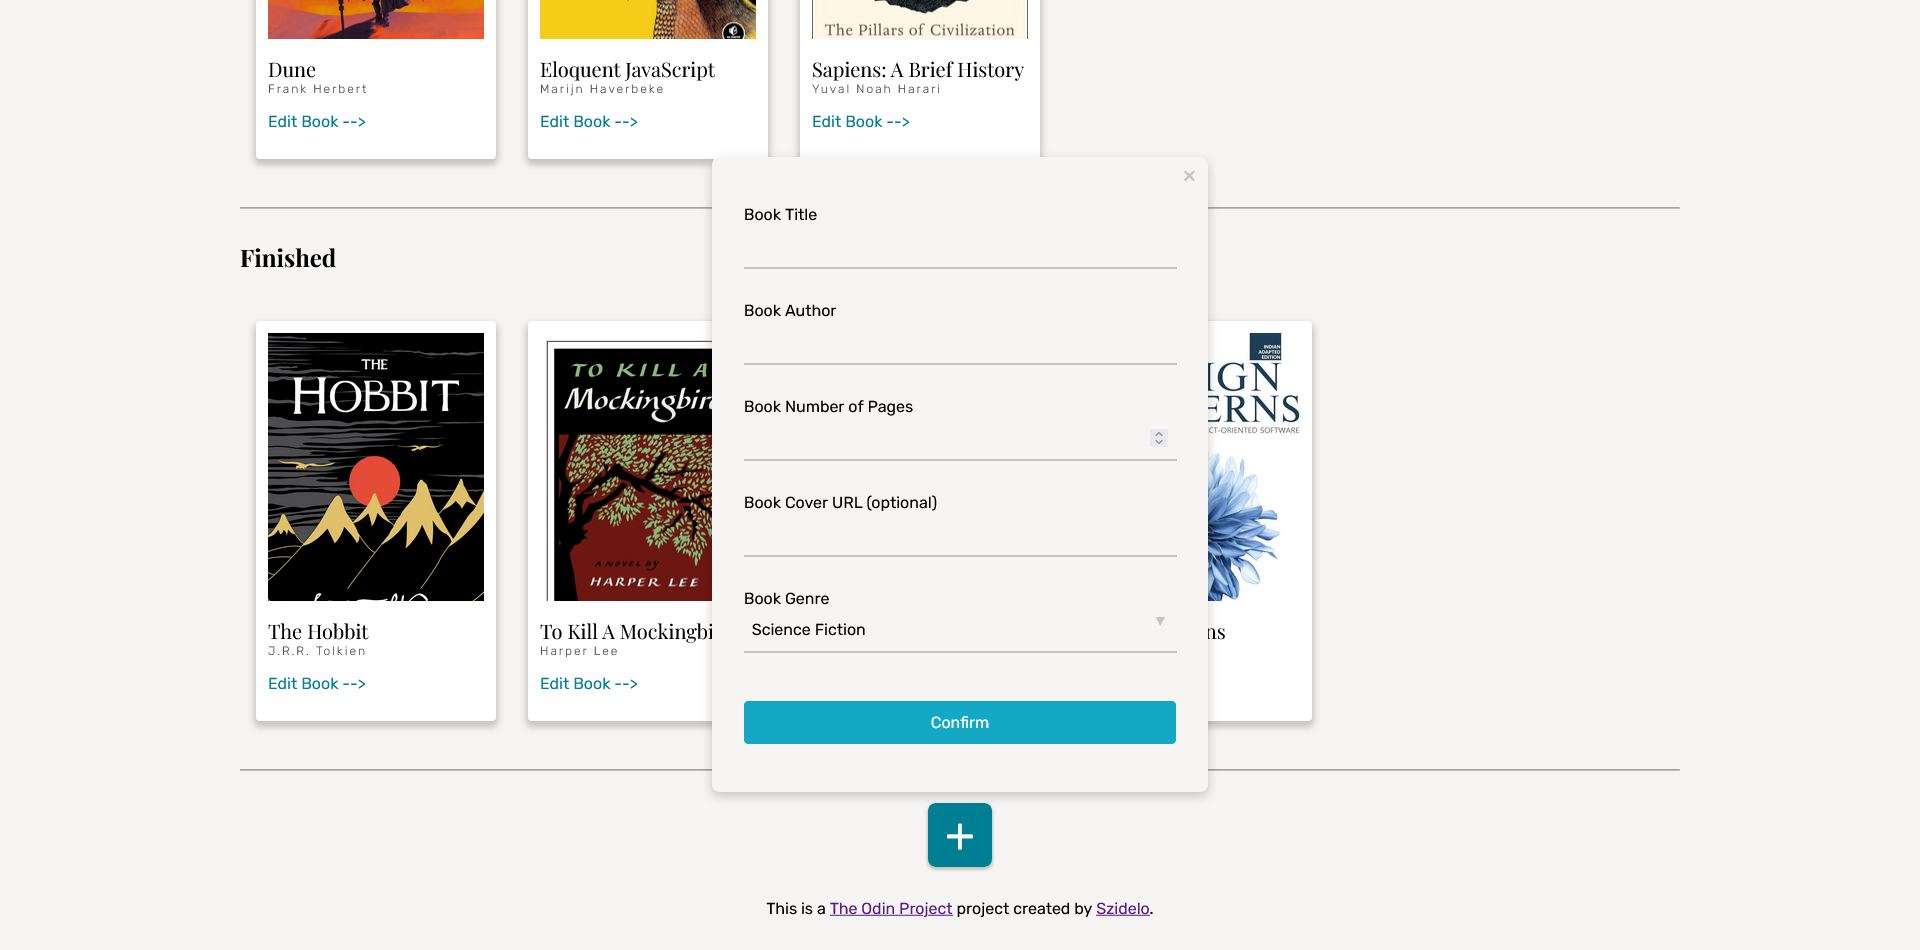 The Pillars of Civilization
Dune
Frank Herbert
Edit Book -->
Eloquent JavaScript
Marijn Haverbeke
Edit Book -->
Sapiens: A Brief History
Yuval Noah Harari
Edit Book -->
×
Book Title
Book Author
Book Number of Pages
Book Cover URL (optional)
Book Genre
Science Fiction
▼
Confirm
Finished
THE
HOBBIT
The Hobbit
J.R.R. Tolkien
Edit Book -->
TO KILL A
Mockingbird
A NOVEL BY
HARPER LEE
To Kill A Mockingbi
Harper Lee
Edit Book -->
INDIAN
ADAPTED
EDITION
IGN
ERNS
CT-ORIENTED SOFTWARE
ns
+
This is a The Odin Project project created by Szidelo.